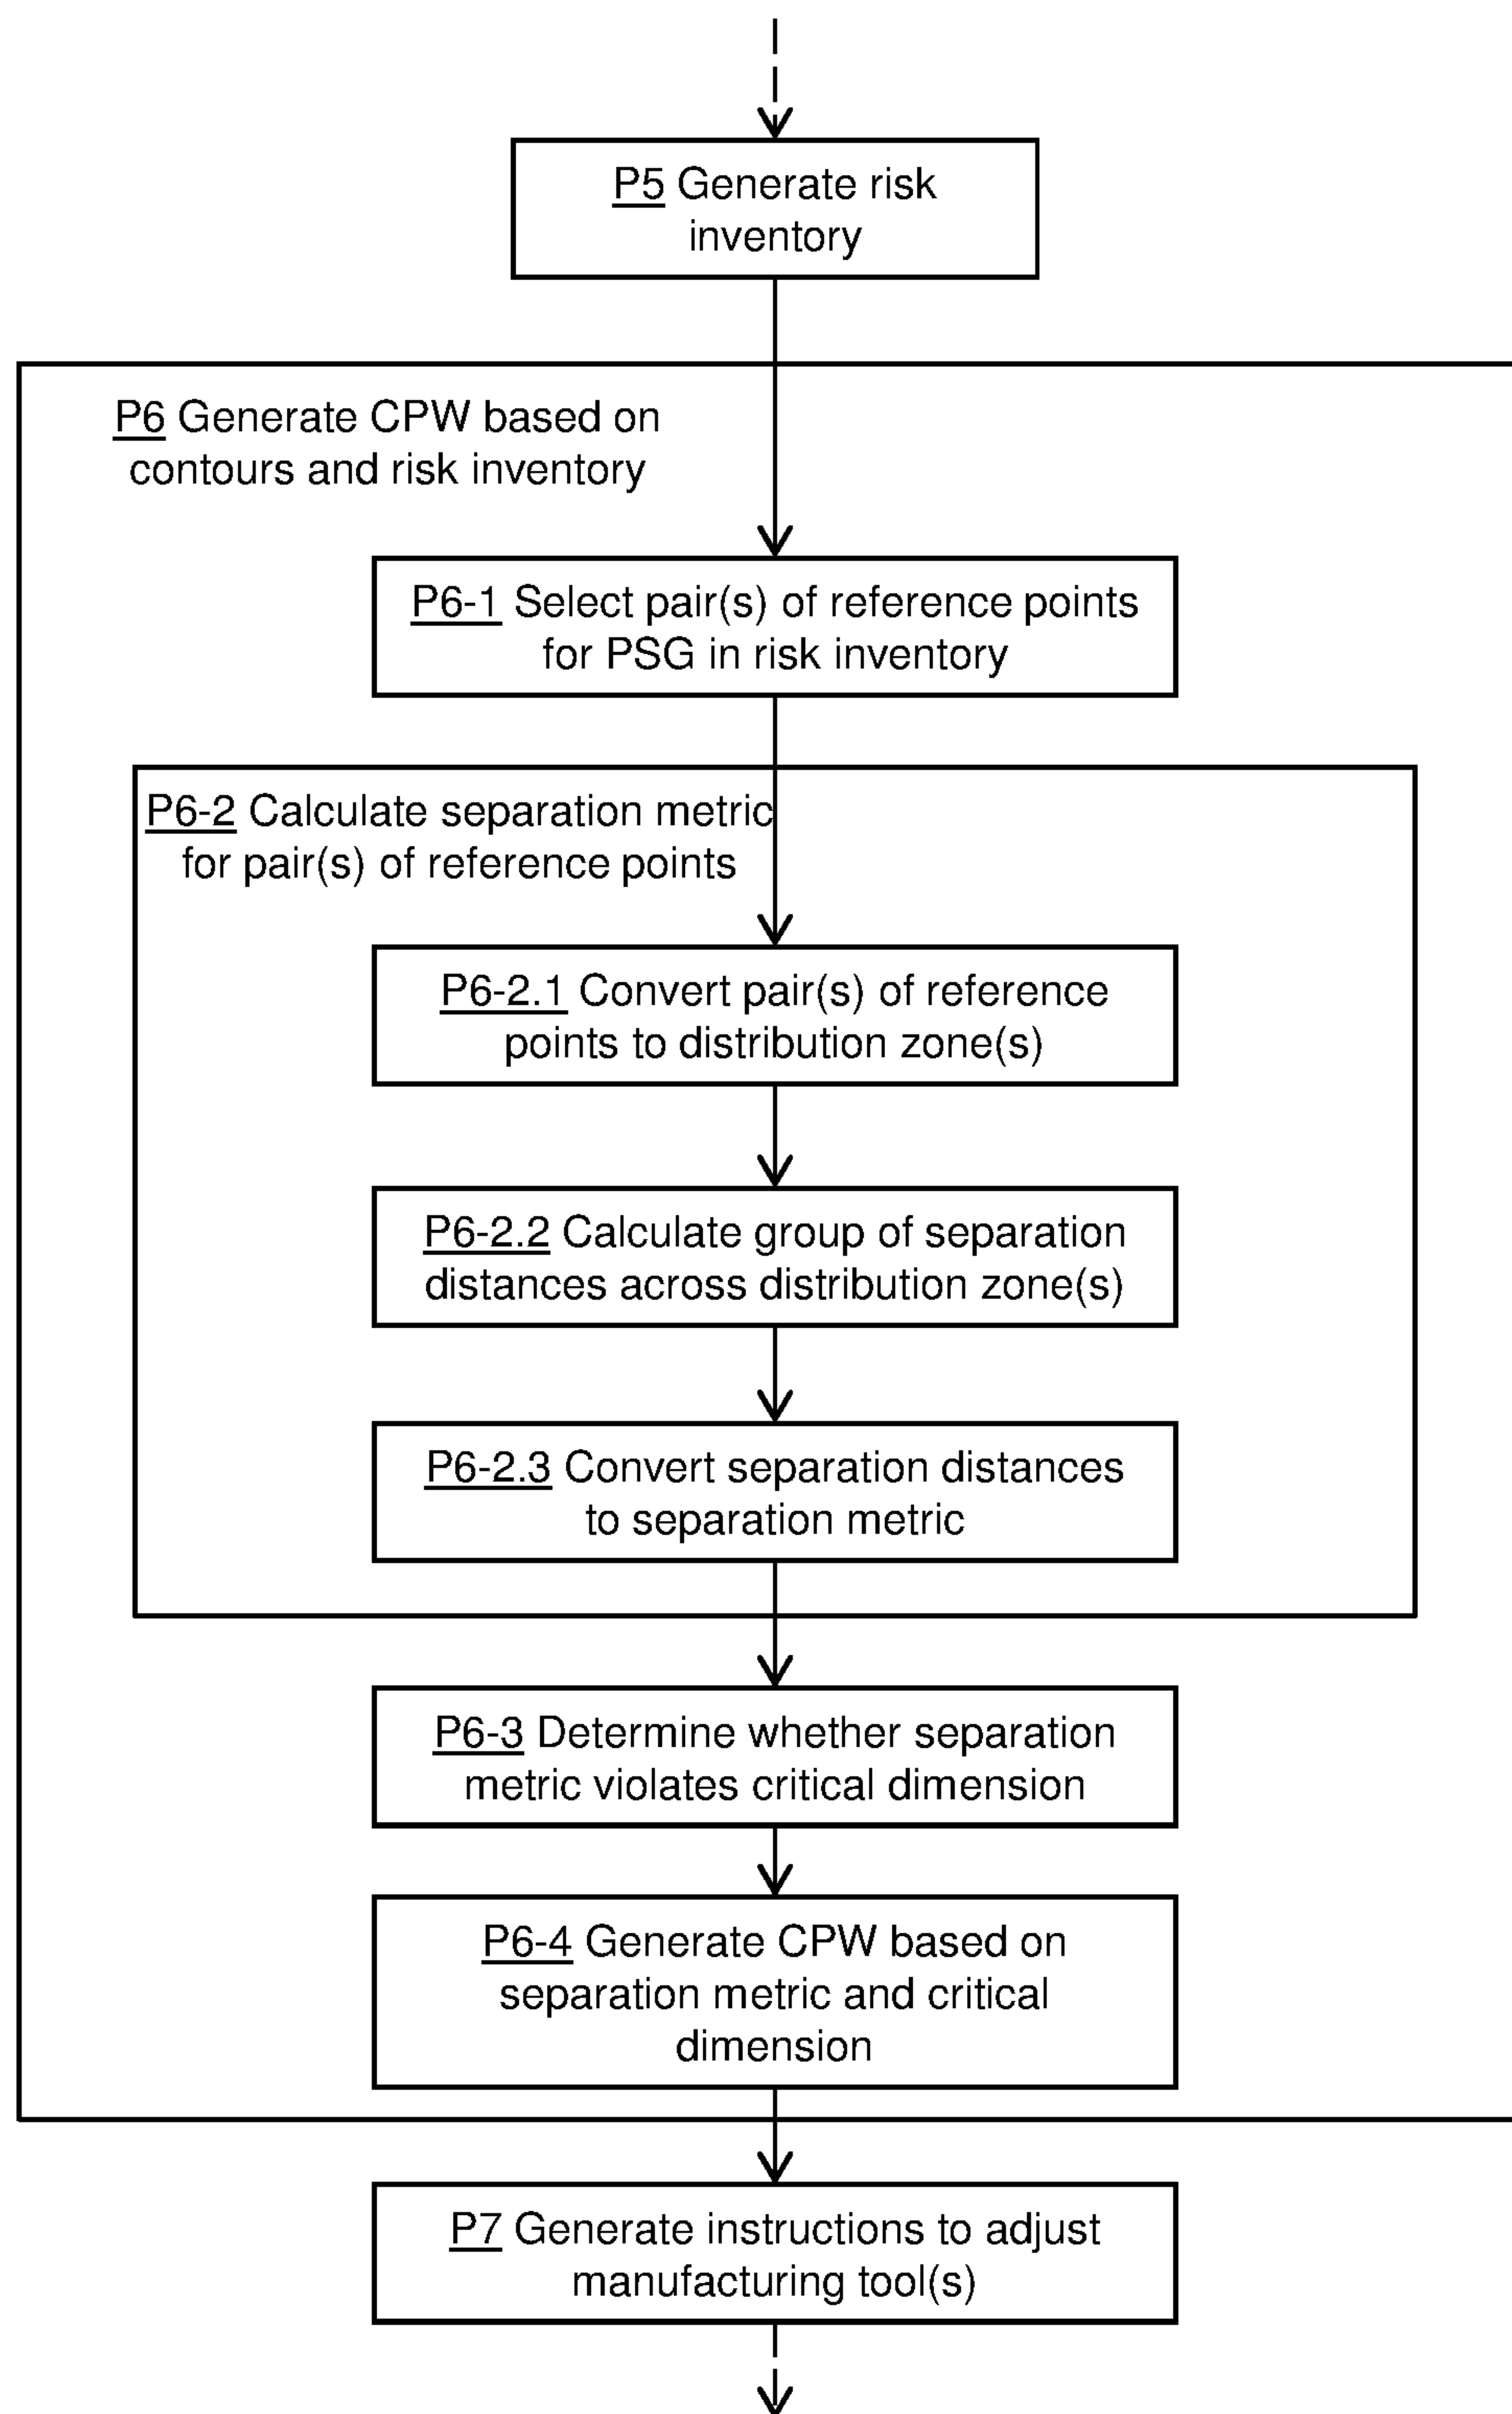 P5 Generate risk
inventory
P6 Generate CPW based on
contours and risk inventory
P6-1 Select pair(s) of reference points
for PSG in risk inventory
P6-2 Calculate separation metric
for pair(s) of reference points
P6-2.1 Convert pair(s) of reference
points to distribution zone(s)
P6-2.2 Calculate group of separation
distances across distribution zone(s)
P6-2.3 Convert separation distances
to separation metric
P6-3 Determine whether separation
metric violates critical dimension
P6-4 Generate CPW based on
separation metric and critical
dimension
P7 Generate instructions to adjust
manufacturing tool(s)